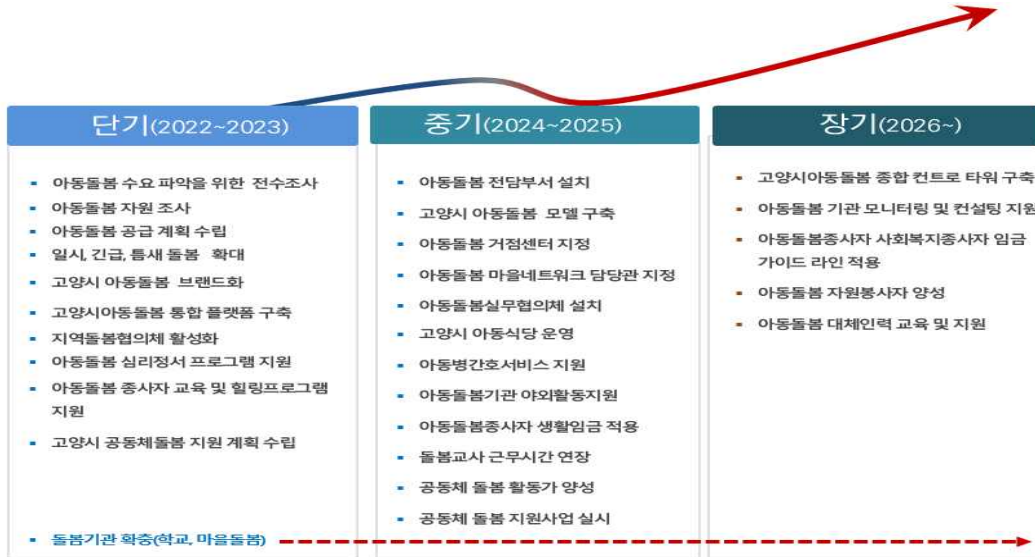 단기(2022~2023)
아동돌봄 수요 파악을 위한 전수조사
아동돌봄 자원 조사
아동돌봄 공급 계획 수립
일시, 긴급, 틈새 돌봄 확대
고양시 아동돌봄 브랜드화
고양시아동돌봄 통합 플랫폼 구축
지역돌봄협의체 활성화
아동돌봄 심리정서 프로그램 지원
아동돌봄 종사자 교육 및 힐링프로그램
지원
고양시 공동체돌봄 지원 계획 수립
돌봄기관 확충(학교, 마을돌봄)
중기(2024~2025)
아동돌봄 전담부서 설치
고양시 아동돌봄 모델 구축
아동돌봄 거점센터 지정
아동돌봄 마을네트워크 담당관 지정
아동돌봄실무협의체 설치
고양시 아동식당 운영
아동병간호서비스 지원
아동돌봄기관 야외활동지원
아동돌봄종사자 생활임금 적용
돌봄교사 근무시간 연장
공동체 돌봄 활동가 양성
공동체 돌봄 지원사업 실시
장기(2026~)
고양시아동돌봄 종합 컨트로 타워 구축
아동돌봄 기관 모니터링 및 컨설팅 지원
아동돌봄종사자 사회복지종사자 임금
가이드 라인 적용
아동돌봄 자원봉사자 양성
아동돌봄 대체인력 교육 및 지원